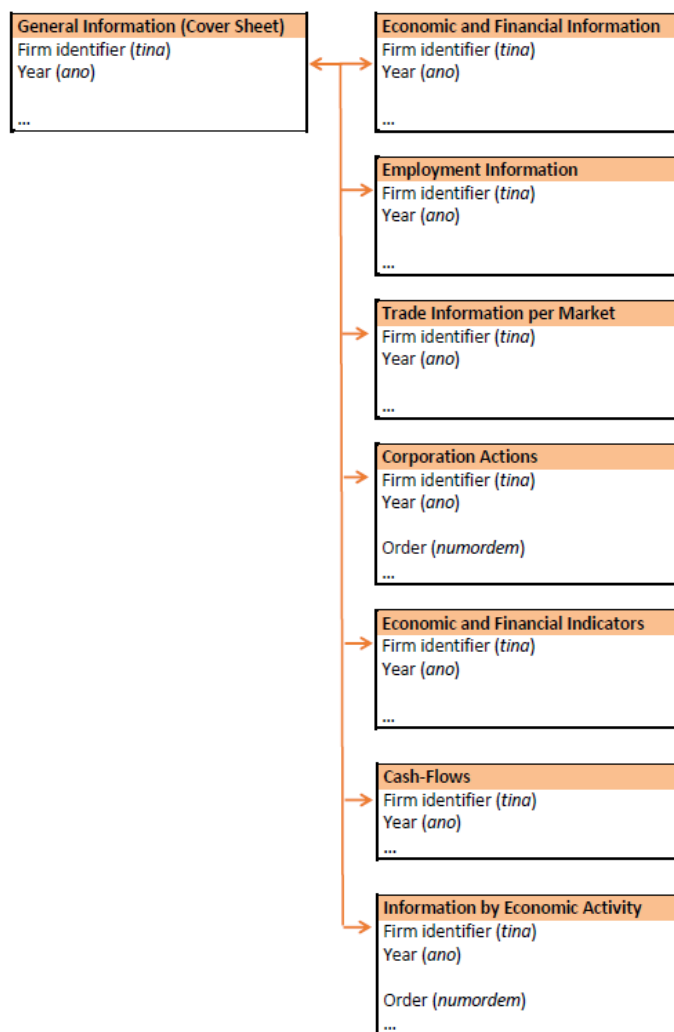 General Information (Cover Sheet)
Firm identifier (tina)
Year (ano)
...
Economic and Financial Information
Firm identifier (tina)
Year (ano)
...
Employment Information
Firm identifier (tina)
Year (ano)
...
Trade Information per Market
Firm identifier (tina)
Year (ano)
...
Corporation Actions
Firm identifier (tina)
Year (ano)
Order (numordem)
...
Economic and Financial Indicators
Firm identifier (tina)
Year (ano)
...
Cash-Flows
Firm identifier (tina)
Year (ano)
...
Information by Economic Activity
Firm identifier (tina)
Year (ano)
Order (numordem)
...